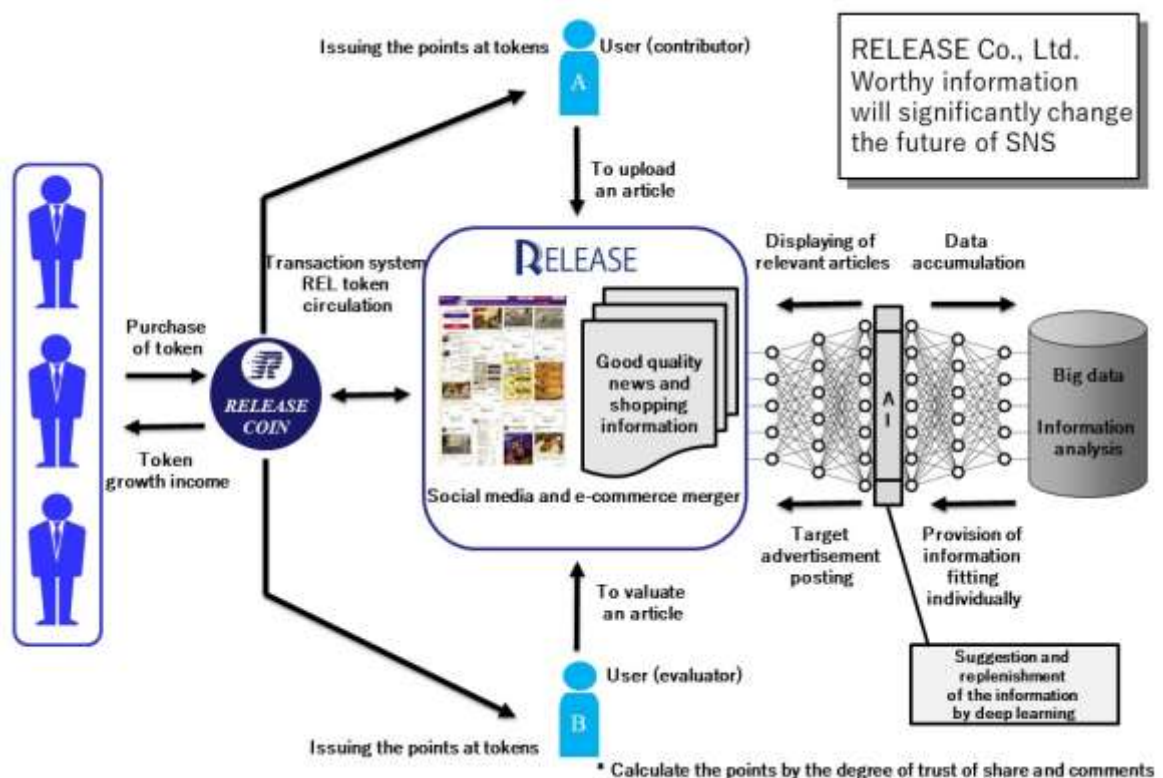 Issuing the points at tokens
User (contributor)
A
RELEASE Co., Ltd.
Worthy information
will significantly change
the future of SNS
To upload
an article
Transaction system
REL token
circulation
RELEASE
Displaying of
relevant articles
Data
accumulation
Purchase
of token
RELEASE
COIN
Token
growth income
Good quality
news and
shopping
information
Social media and e-commerce merger
A
I
Big data
Information
analysis
Target
advertisement
posting
Provision of
information
fitting
individually
To valuate
an article
Suggestion and
replenishment
of the information
by deep learning
User (evaluator)
B
Issuing the points at tokens
* Calculate the points by the degree of trust of share and comments